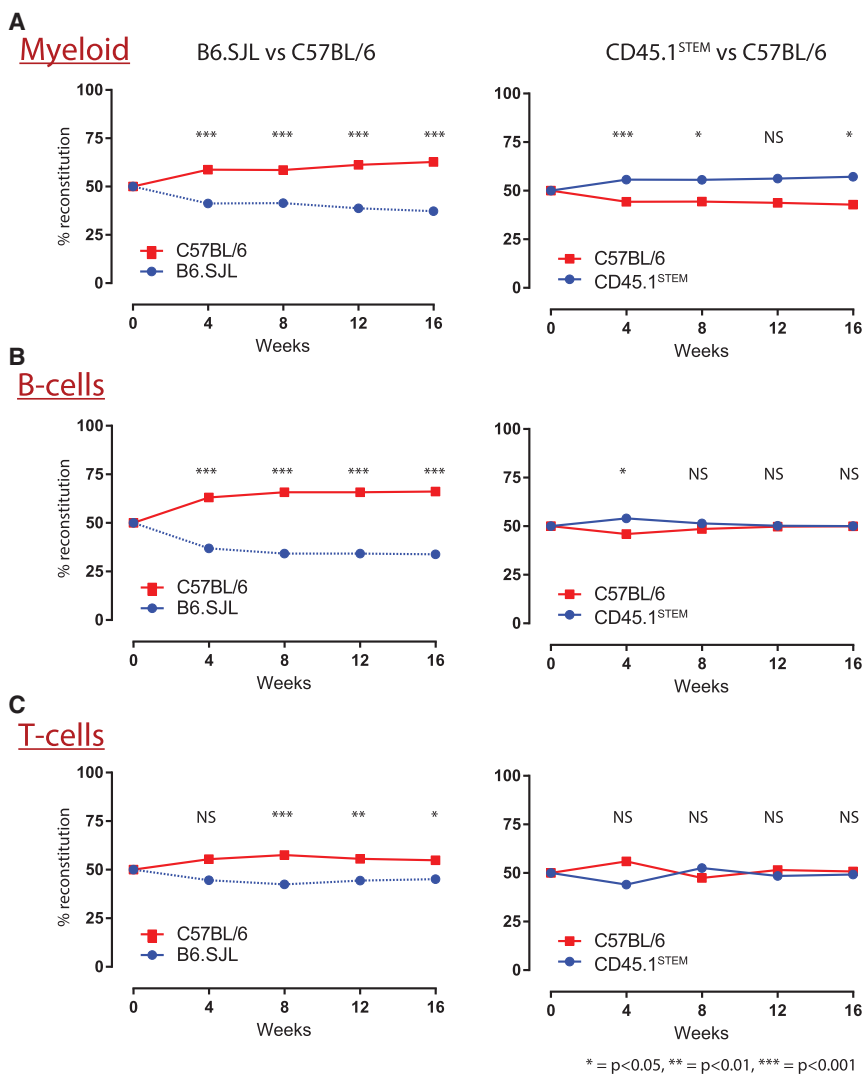 A
Myeloid
B6.SJL vs C57BL/6
CD45.1STEM vs C57BL/6
% reconstitution
100
75
50
25
0
*** *** *** ***
C57BL/6
B6.SJL
0 4 8 12 16
Weeks
100
75
50
25
0
*** * NS *
C57BL/6
CD45.1STEM
0 4 8 12 16
Weeks
B
B-cells
% reconstitution
100
75
50
25
0
*** *** *** ***
C57BL/6
B6.SJL
0 4 8 12 16
Weeks
100
75
50
25
0
* NS NS NS
C57BL/6
CD45.1STEM
0 4 8 12 16
Weeks
C
T-cells
% reconstitution
100
75
50
25
0
NS *** ** *
C57BL/6
B6.SJL
0 4 8 12 16
Weeks
100
75
50
25
0
NS NS NS NS
C57BL/6
CD45.1STEM
0 4 8 12 16
Weeks
* = p<0.05, ** = p<0.01, *** = p<0.001